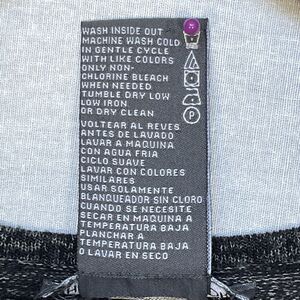 WASH INSIDE OUT
MACHINE WASH COLD
IN GENTLE CYCLE
WITH LIKE COLORS
ONLY NON-
CHLORINE BLEACH
WHEN NEEDED
TUMBLE DRY LOW
LOW IRON
OR DRY CLEAN
P
VOLTEAR AL REVES
ANTES DE LAVADO
LAVAR A MAQUINA
CON AGUA FRIA
CICLO SUAVE
LAVAR CON COLORES
SIMILARES
USAR SOLAMENTE
BLANQUEADOR SIN CLORO
CUANDO SE NECESITE
SECAR EN MAQUINA A
TEMPERATURA BAJA
PLANCHAR A
TEMPERATURA BAJA
O LAVAR EN SECO